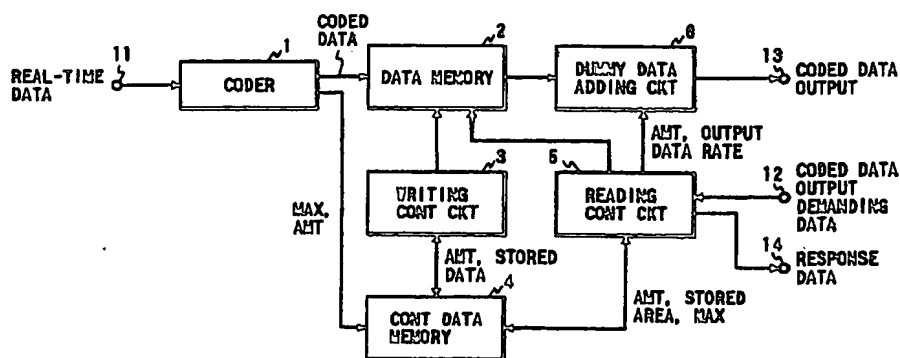 11
REAL-TIME
DATA
1
CODER
CODED
DATA
2
DATA MEMORY
6
DUMMY DATA
ADDING CKT
13
CODED DATA
OUTPUT
AMT, OUTPUT
DATA RATE
3
WRITING
CONT CKT
5
READING
CONT CKT
12
CODED DATA
OUTPUT
DEMANDING
DATA
14
RESPONSE
DATA
MAX.
AMT
AMT, STORED
DATA
4
CONT DATA
MEMORY
AMT, STORED
AREA, MAX